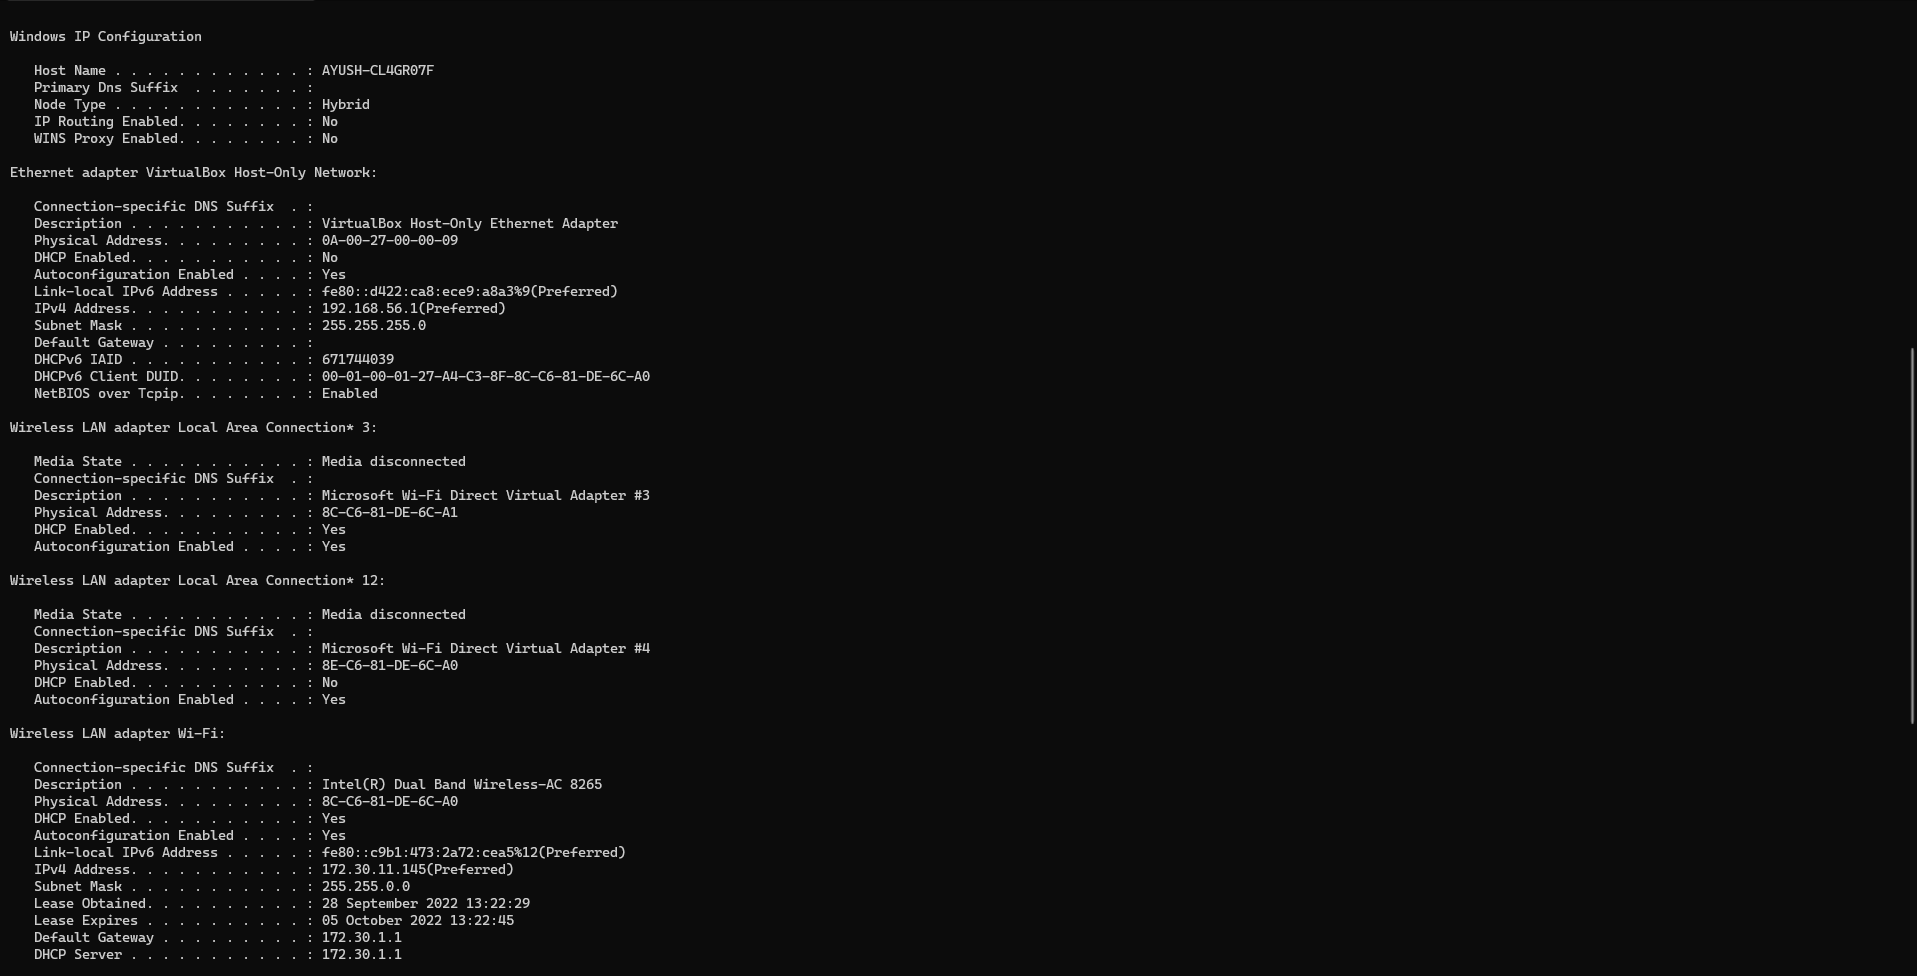 Windows IP Configuration
Host Name . . . . . . . . . . . . : AYUSH-CL4GR07F
Primary Dns Suffix  . . . . . . . :
Node Type . . . . . . . . . . . . : Hybrid
IP Routing Enabled. . . . . . . . : No
WINS Proxy Enabled. . . . . . . . : No
Ethernet adapter VirtualBox Host-Only Network:
Connection-specific DNS Suffix  . :
Description . . . . . . . . . . . : VirtualBox Host-Only Ethernet Adapter
Physical Address. . . . . . . . . : 0A-00-27-00-00-09
DHCP Enabled. . . . . . . . . . . : No
Autoconfiguration Enabled . . . . : Yes
Link-local IPv6 Address . . . . . : fe80::d422:ca8:ece9:a8a3%9(Preferred)
IPv4 Address. . . . . . . . . . . : 192.168.56.1(Preferred)
Subnet Mask . . . . . . . . . . . : 255.255.255.0
Default Gateway . . . . . . . . . :
DHCPv6 IAID . . . . . . . . . . . : 671744039
DHCPv6 Client DUID. . . . . . . . : 00-01-00-01-27-A4-C3-8F-8C-C6-81-DE-6C-A0
NetBIOS over Tcpip. . . . . . . . : Enabled
Wireless LAN adapter Local Area Connection* 3:
Media State . . . . . . . . . . . : Media disconnected
Connection-specific DNS Suffix  . :
Description . . . . . . . . . . . : Microsoft Wi-Fi Direct Virtual Adapter #3
Physical Address. . . . . . . . . : 8C-C6-81-DE-6C-A1
DHCP Enabled. . . . . . . . . . . : Yes
Autoconfiguration Enabled . . . . : Yes
Wireless LAN adapter Local Area Connection* 12:
Media State . . . . . . . . . . . : Media disconnected
Connection-specific DNS Suffix  . :
Description . . . . . . . . . . . : Microsoft Wi-Fi Direct Virtual Adapter #4
Physical Address. . . . . . . . . : 8E-C6-81-DE-6C-A0
DHCP Enabled. . . . . . . . . . . : No
Autoconfiguration Enabled . . . . : Yes
Wireless LAN adapter Wi-Fi:
Connection-specific DNS Suffix  . :
Description . . . . . . . . . . . : Intel(R) Dual Band Wireless-AC 8265
Physical Address. . . . . . . . . : 8C-C6-81-DE-6C-A0
DHCP Enabled. . . . . . . . . . . : Yes
Autoconfiguration Enabled . . . . : Yes
Link-local IPv6 Address . . . . . : fe80::c9b1:473:2a72:cea5%12(Preferred)
IPv4 Address. . . . . . . . . . . : 172.30.11.145(Preferred)
Subnet Mask . . . . . . . . . . . : 255.255.0.0
Lease Obtained. . . . . . . . . . : 28 September 2022 13:22:29
Lease Expires . . . . . . . . . . : 05 October 2022 13:22:45
Default Gateway . . . . . . . . . : 172.30.1.1
DHCP Server . . . . . . . . . . . : 172.30.1.1